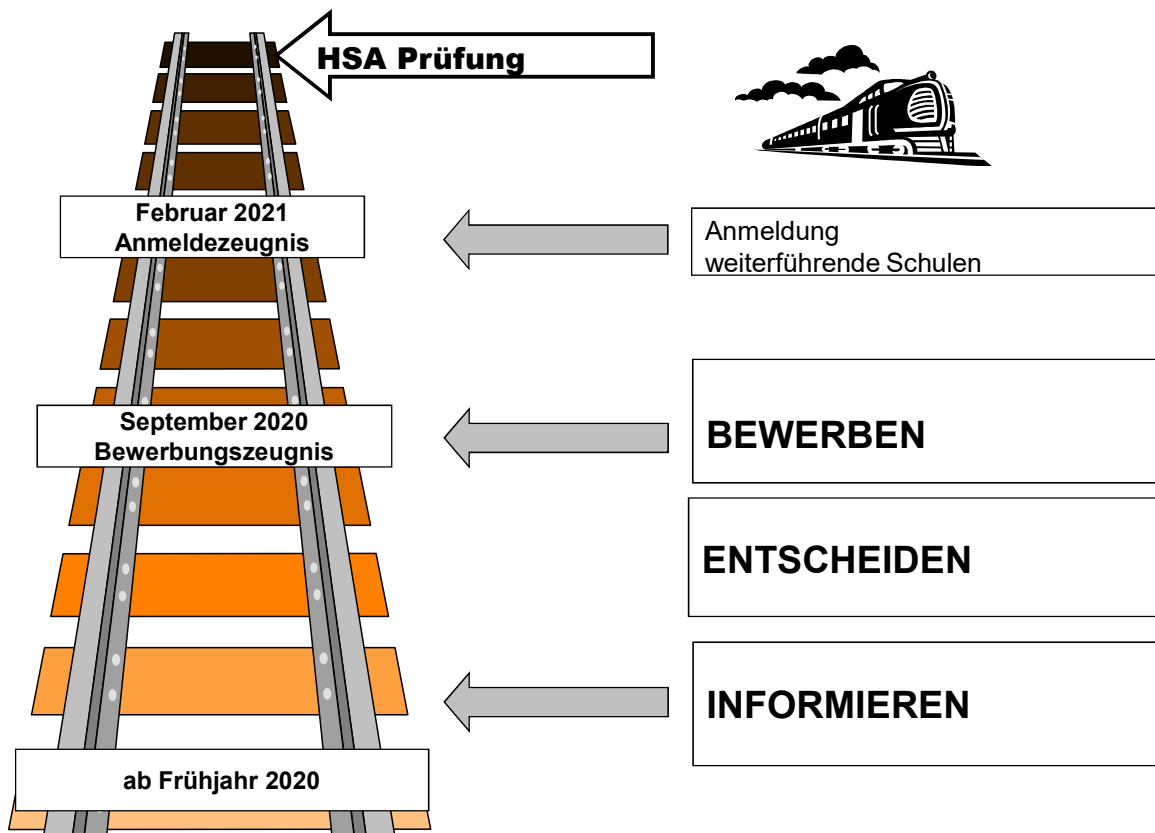 HSA Prüfung
Februar 2021
Anmeldezeugnis
Anmeldung
weiterführende Schulen
September 2020
Bewerbungszeugnis
BEWERBEN
ENTSCHEIDEN
INFORMIEREN
ab Frühjahr 2020